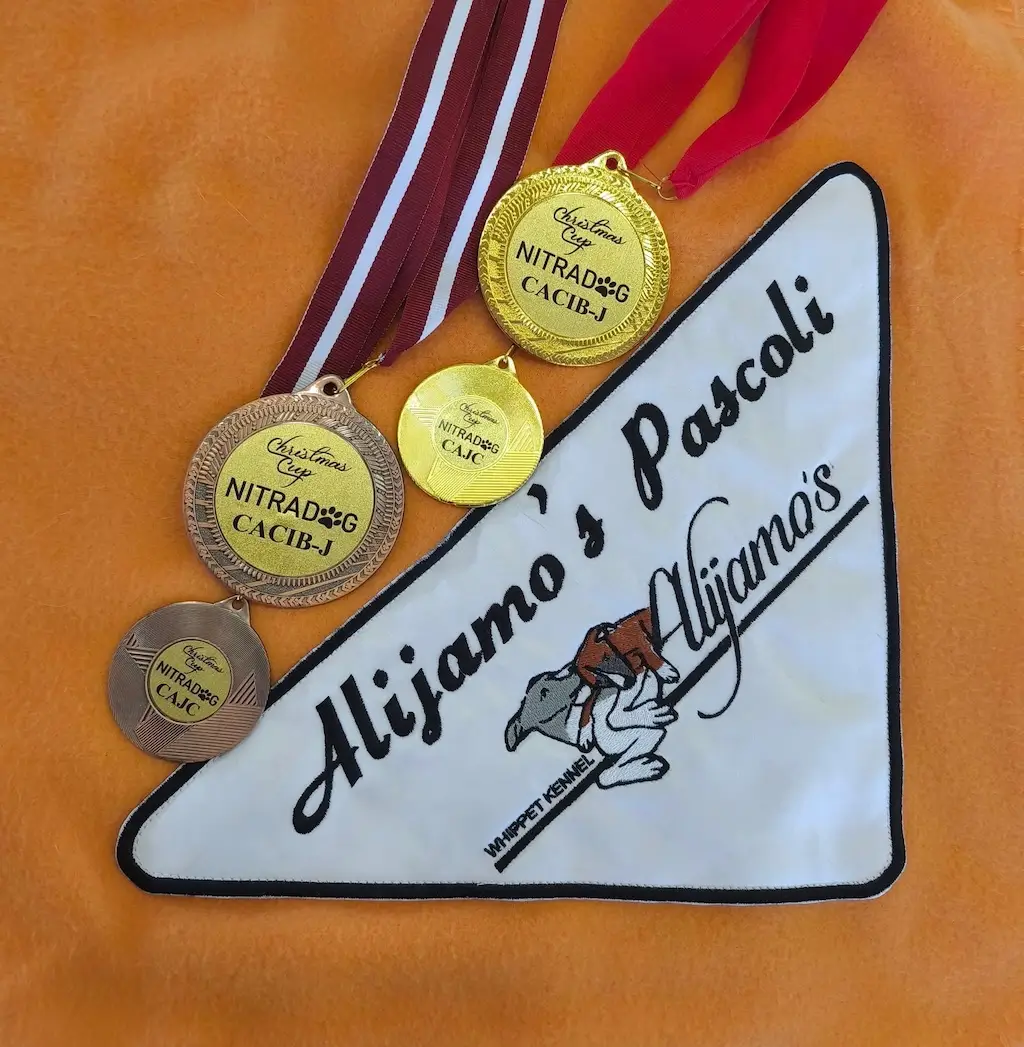 Christmas
Cup
NITRADOG
CACIB-J
Christmas
Cup
NITRADOG
CAJC
Christmas
Cup
NITRADOG
CACIB-J
Christmas
Cup
NITRADOG
CAJC
Alijamo's Pascoli
Alijamo's
WHIPPET KENNEL